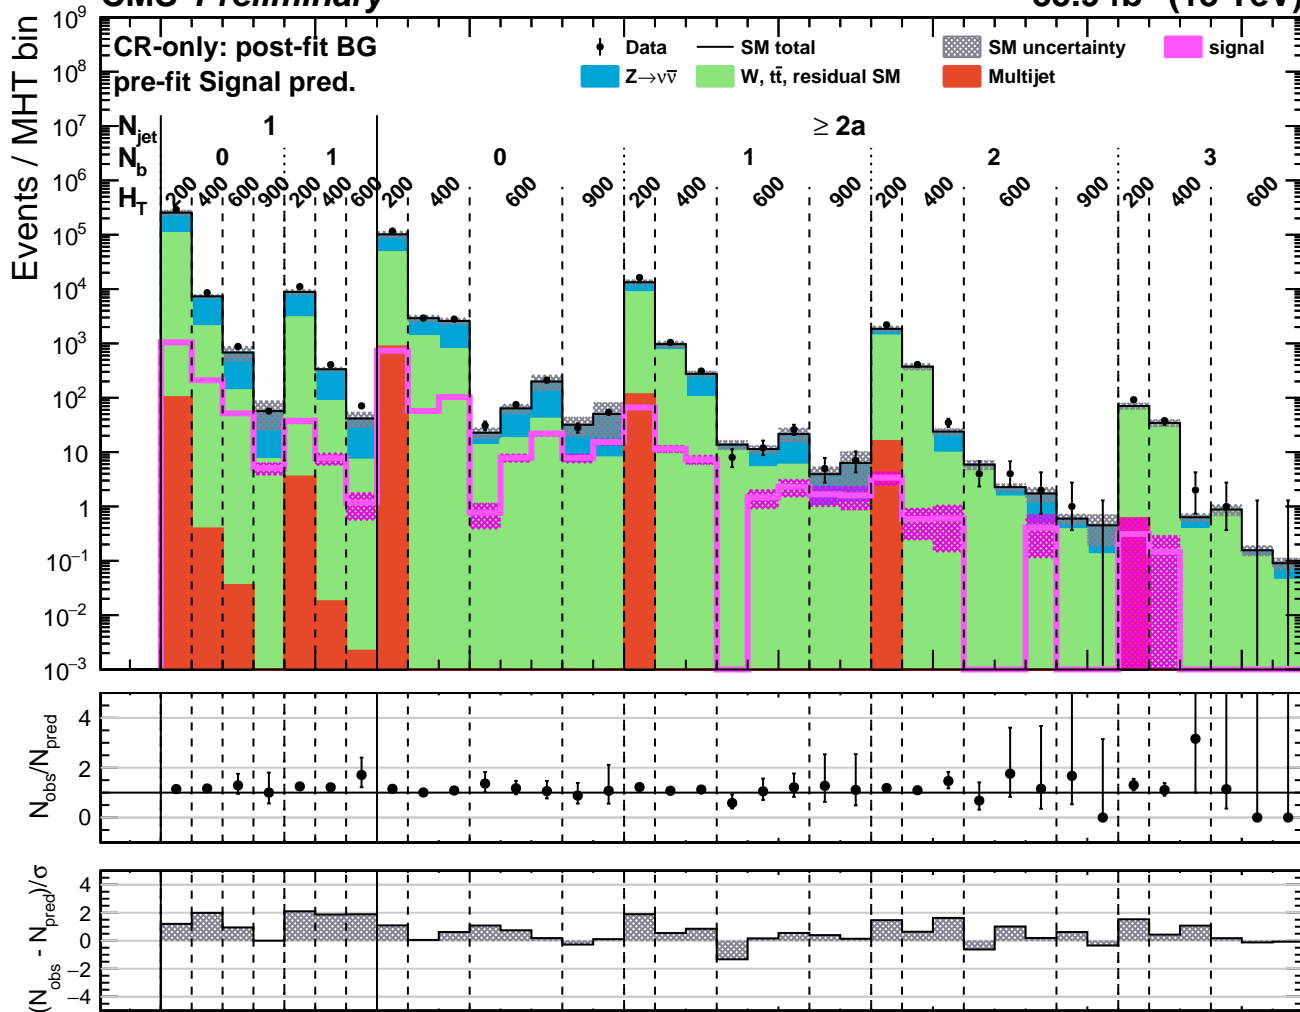 CMS Preliminary
(13 TeV)
CR-only: post-fit BG
pre-fit Signal pred.
Data
SM total
SM uncertainty
signal
Z→νν̄
W, tt̄, residual SM
Multijet
Events / MHT bin
10⁹
10⁸
10⁷
10⁶
10⁵
10⁴
10³
10²
10
1
10⁻¹
10⁻²
10⁻³
N_jet 1 ≥ 2a
N_b 0 1 0 1 2 3
H_T 200 400 600 900 200 400 600 200 400 600 900 200 400 600 900 200 400 600 900 200 400 600
N_obs/N_pred
4
2
0
(N_obs - N_pred)/σ
4
2
0
−2
−4